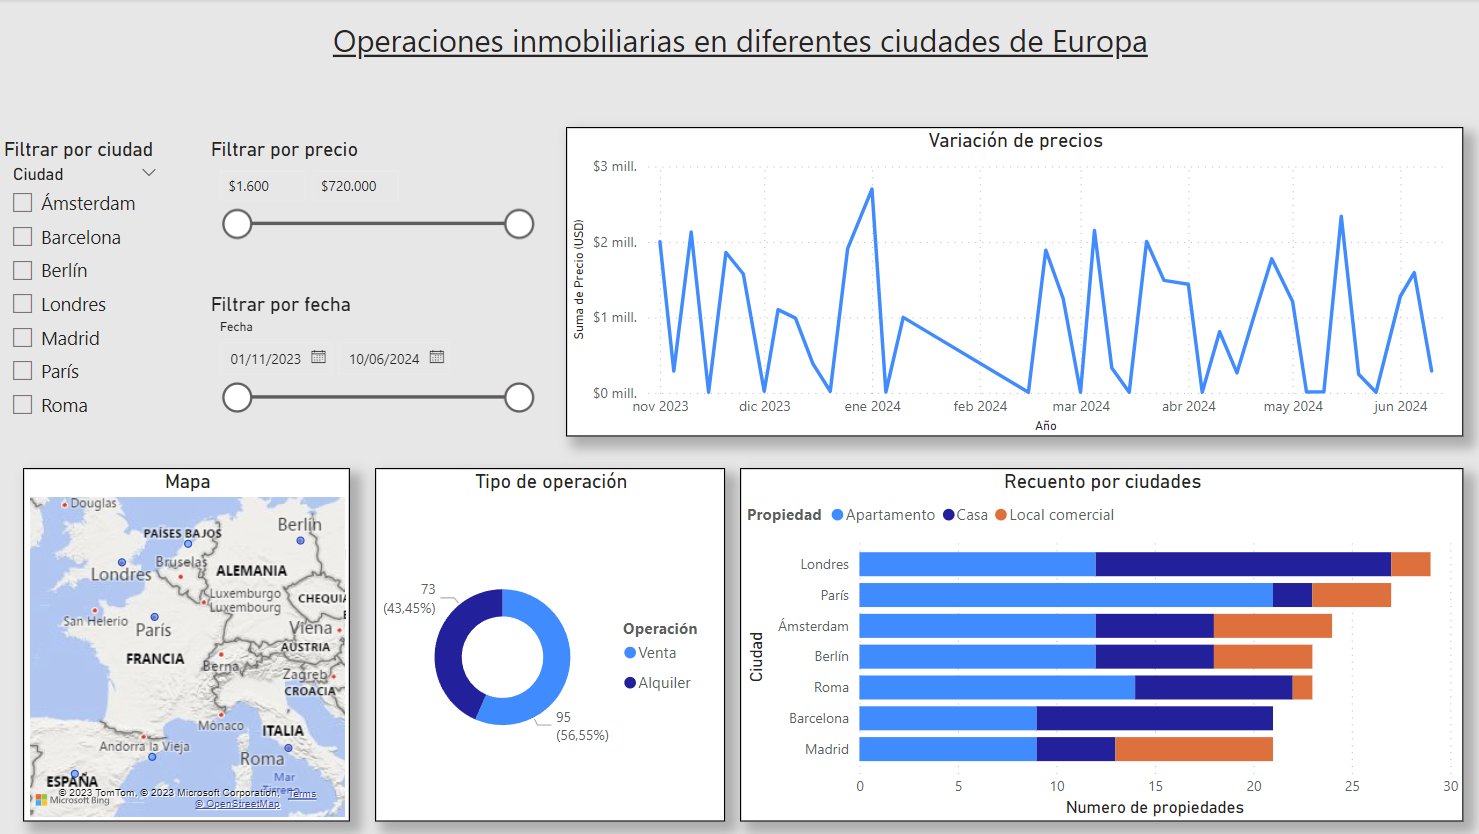 Operaciones inmobiliarias en diferentes ciudades de Europa
Filtrar por ciudad
Ciudad
Ámsterdam
Barcelona
Berlín
Londres
Madrid
París
Roma
Filtrar por precio
$1.600 $720.000
Filtrar por fecha
Fecha
01/11/2023 10/06/2024
Variación de precios
Suma de Precio (USD)
$3 mill.
$2 mill.
$1 mill.
$0 mill.
nov 2023 dic 2023 ene 2024 feb 2024 mar 2024 abr 2024 may 2024 jun 2024
Año
Mapa
Douglas
Berlín
PAÍSES BAJOS
Bruselas
Londres
ALEMANIA
Luxemburgo
Luxembourg
CHEQUIA
San Helerio
París
Viena
FRANCIA
AUSTRIA
Berna
Zagreb
CROACIA
Mónaco
ITALIA
Andorra la Vieja
Roma
ESPAÑA
Mar
Tirreno
Microsoft Bing
© 2023 TomTom, © 2023 Microsoft Corporation, Terms
© OpenStreetMap
Tipo de operación
73
(43,45%)
95
(56,55%)
Operación
Venta
Alquiler
Recuento por ciudades
Propiedad Apartamento Casa Local comercial
Ciudad
Londres
París
Ámsterdam
Berlín
Roma
Barcelona
Madrid
0 5 10 15 20 25 30
Numero de propiedades